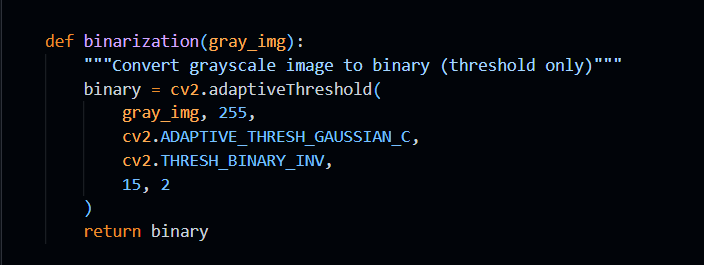 def binarization(gray_img):
    """Convert grayscale image to binary (threshold only)"""
    binary = cv2.adaptiveThreshold(
        gray_img, 255,
        cv2.ADAPTIVE_THRESH_GAUSSIAN_C,
        cv2.THRESH_BINARY_INV,
        15, 2
    )
    return binary